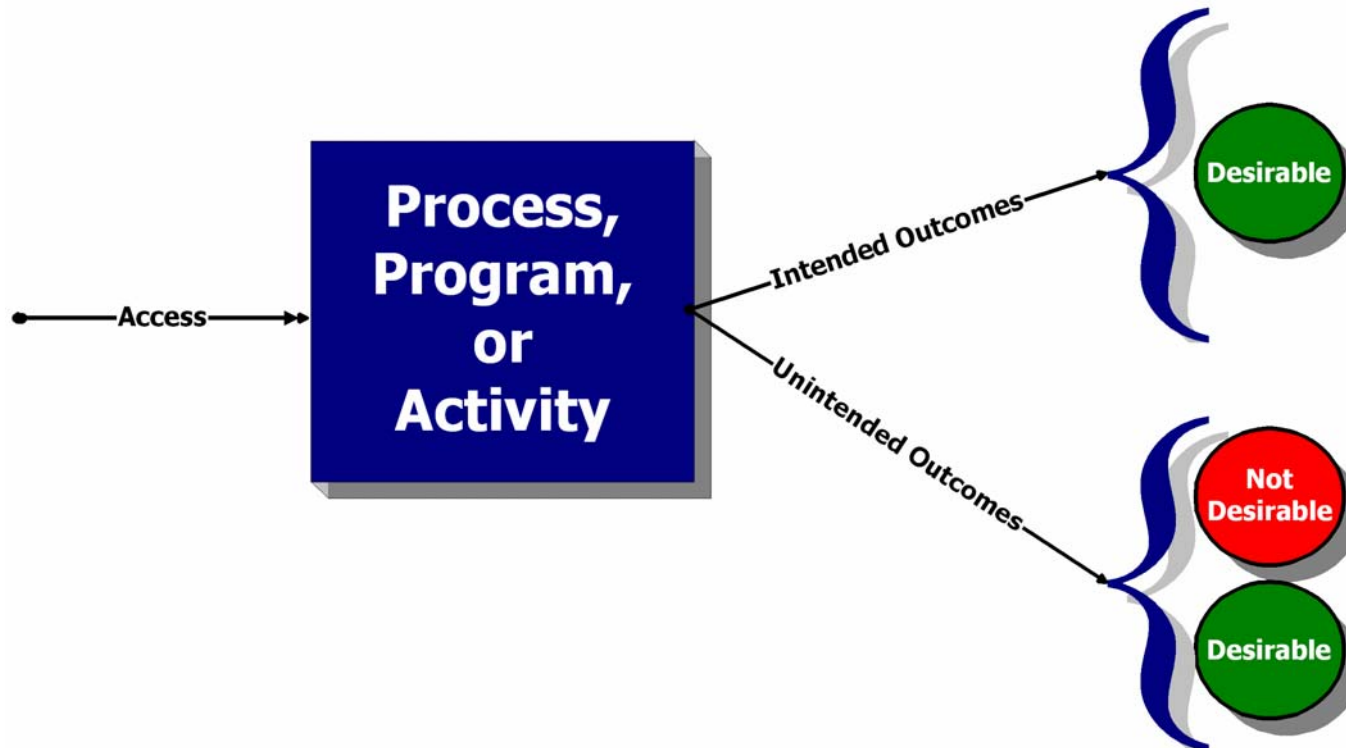 Desirable
Process,
Program,
or
Activity
Intended Outcomes
Access
Unintended Outcomes
Not
Desirable
Desirable